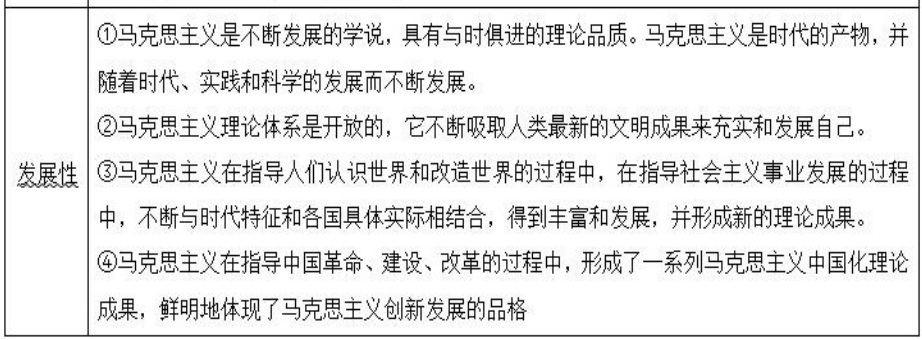 发展性
①马克思主义是不断发展的学说，具有与时俱进的理论品质。马克思主义是时代的产物，并
随着时代、实践和科学的发展而不断发展。
②马克思主义理论体系是开放的，它不断吸取人类最新的文明成果来充实和发展自己。
③马克思主义在指导人们认识世界和改造世界的过程中，在指导社会主义事业发展的过程
中，不断与时代特征和各国具体实际相结合，得到丰富和发展，并形成新的理论成果。
④马克思主义在指导中国革命、建设、改革的过程中，形成了一系列马克思主义中国化理论
成果，鲜明地体现了马克思主义创新发展的品格